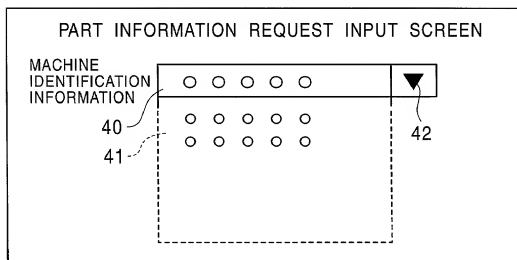 PART INFORMATION REQUEST INPUT SCREEN
MACHINE
IDENTIFICATION
INFORMATION
○ ○ ○ ○ ○
40
42
○ ○ ○ ○ ○
41
○ ○ ○ ○ ○